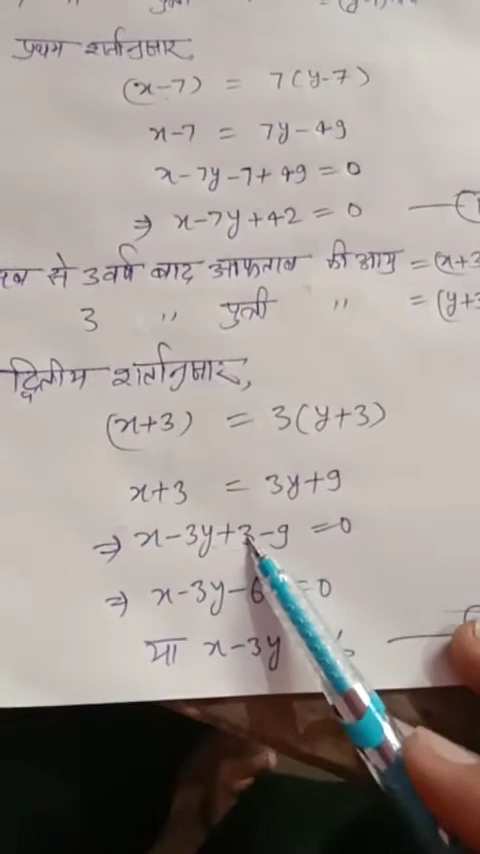 प्रथम शर्तानुसार,
(x-7) = 7(y-7)
x-7 = 7y-49
x-7y-7+49=0
⇒ x-7y+42=0
से 3 वर्ष बाद आफताब की आयु = (x+3
3 " पुत्री " = (y+3
द्वितीय शर्तानुसार,
(x+3) = 3(y+3)
x+3 = 3y+9
⇒ x-3y+3-9=0
⇒ x-3y-6=0
या x-3y